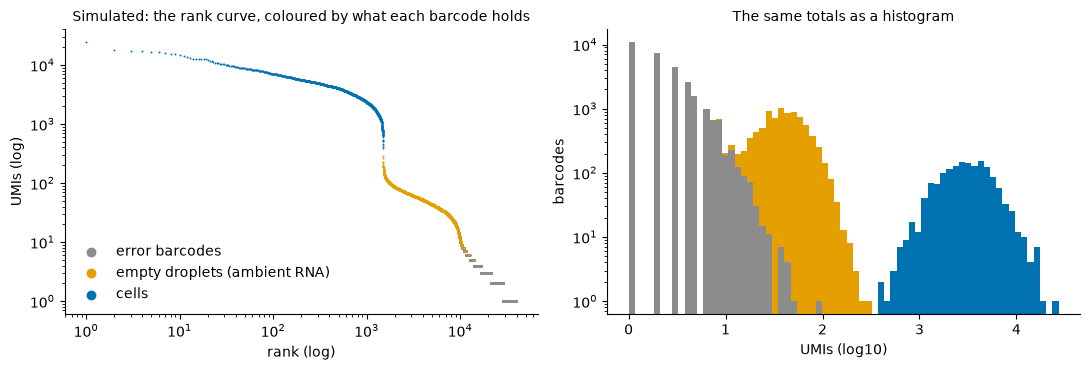 Simulated: the rank curve, coloured by what each barcode holds
UMIs (log)
10⁴
10³
10²
10¹
10⁰
error barcodes
empty droplets (ambient RNA)
cells
10⁰ 10¹ 10² 10³ 10⁴
rank (log)
The same totals as a histogram
barcodes
10⁴
10³
10²
10¹
10⁰
0 1 2 3 4
UMIs (log10)